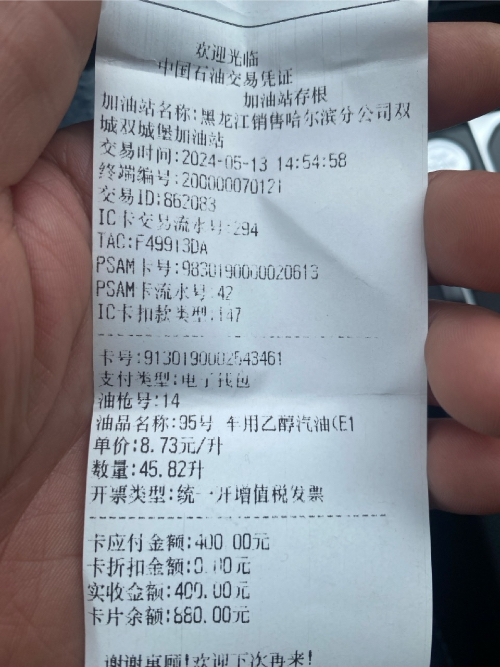 欢迎光临
中国石油交易凭证
加油站存根
加油站名称:黑龙江销售哈尔滨分公司双
城双城堡加油站
交易时间:2024-05-13 14:54:58
终端编号:200000070121
交易ID:862083
IC卡交易流水号:294
TAC:F49913DA
PSAM卡号:9830190000020613
PSAM卡流水号:42
IC卡扣款类型:147
卡号:9130190002543461
支付类型:电子钱包
油枪号:14
油品名称:95号 车用乙醇汽油(E1
单价:8.73元/升
数量:45.82升
开票类型:统一开增值税发票
卡应付金额:400.00元
卡折扣金额:0.00元
实收金额:400.00元
卡片余额:680.00元
谢谢惠顾!欢迎下次再来!